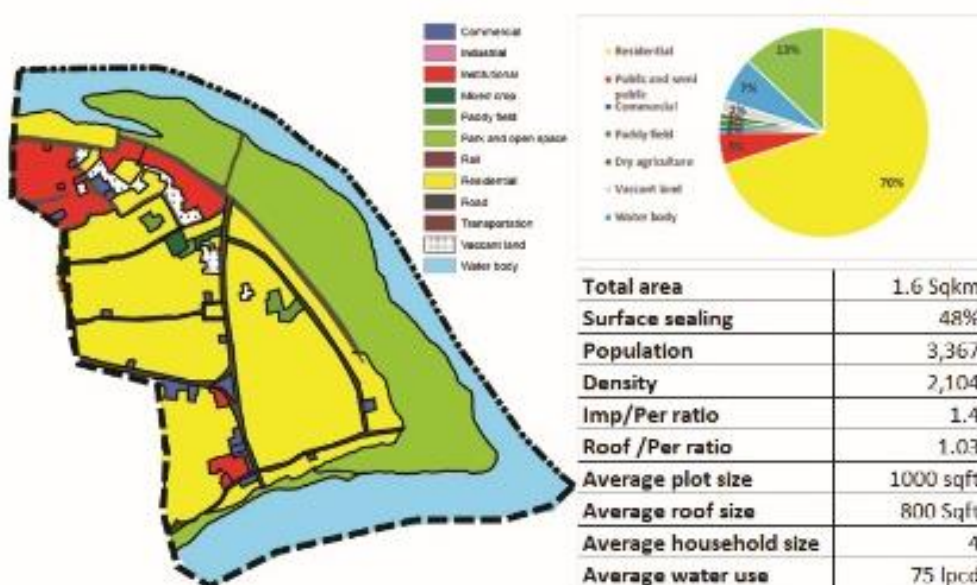 Commercial
Industrial
Institutional
Mixed area
Paddy field
Park and open space
Rail
Residential
Road
Transportation
Vaccant land
Water body
Residential
Public and semi
public
Commercial
Paddy field
Dry agriculture
Vaccant land
Water body
13%
7%
70%
Total area 1.6 Sqkm
Surface sealing 48%
Population 3,367
Density 2,104
Imp/Per ratio 1.4
Roof /Per ratio 1.03
Average plot size 1000 sqft
Average roof size 800 Sqft
Average household size 4
Average water use 75 lpcd